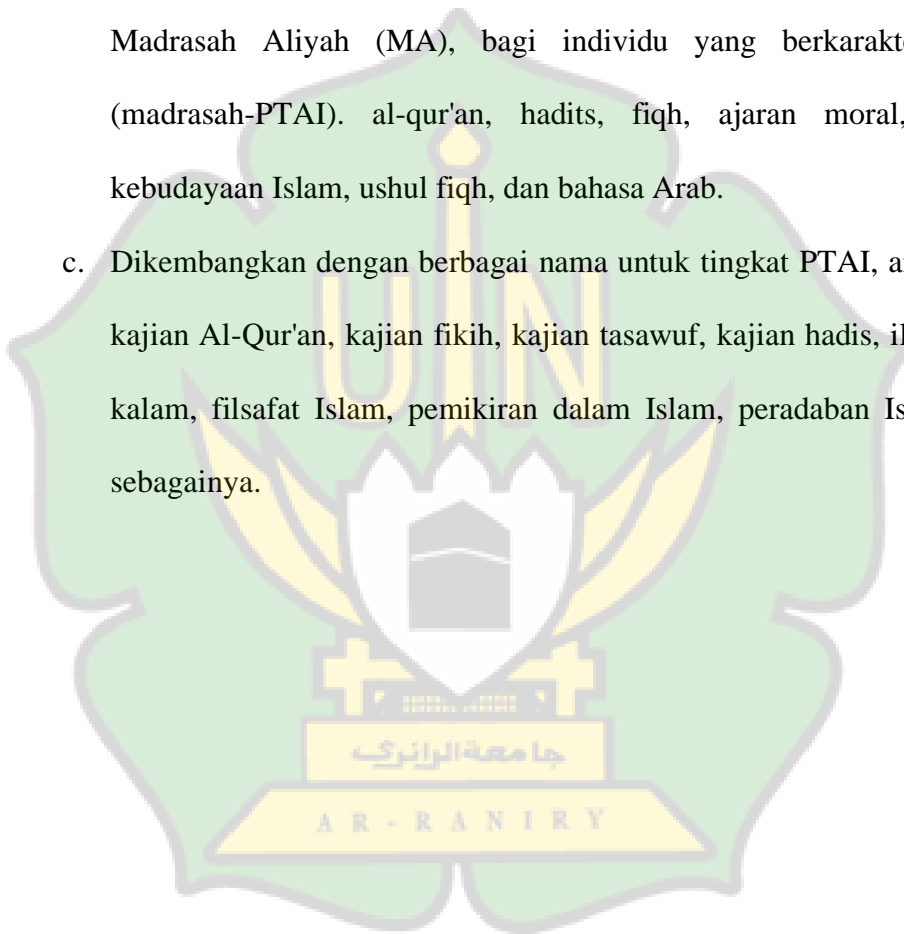 Madrasah Aliyah (MA), bagi individu yang
(madrasah-PTAI). al-qur'an, hadits, fiqh, ajaran moral,
kebudayaan Islam, ushul fiqh, dan bahasa Arab.
c. Dikembangkan dengan berbagai nama untuk tingkat PTAI,
kajian Al-Qur'an, kajian fikih, kajian tasawuf, kajian hadis,
kalam, filsafat Islam, pemikiran dalam Islam, peradaban
sebagainya.
UIN
جامعة الرانري
AR-RANIRY